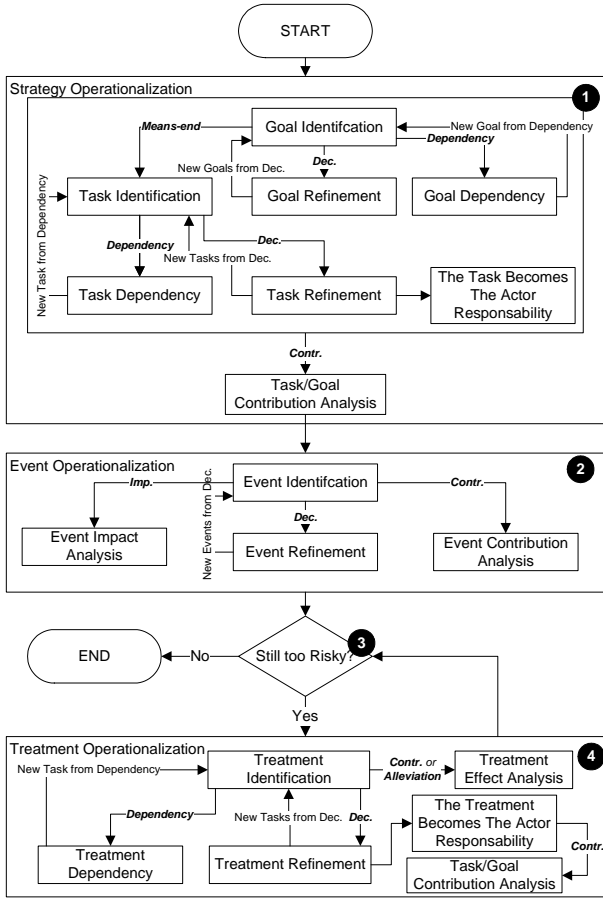 START
Strategy Operationalization
1
Goal Identifcation
Means-end
New Goal from Dependency
Dependency
New Goals from Dec.
Dec.
Task Identification
Goal Refinement
Goal Dependency
New Task from Dependency
Dependency
Dec.
New Tasks from Dec.
Task Dependency
Task Refinement
The Task Becomes
The Actor
Responsability
Contr.
Task/Goal
Contribution Analysis
Event Operationalization
2
Imp.
Event Identifcation
Contr.
New Events from Dec.
Dec.
Event Impact
Analysis
Event Refinement
Event Contribution
Analysis
3
END
No
Still too Risky?
Yes
Treatment Operationalization
4
New Task from Dependency
Treatment
Identification
Contr. or
Alleviation
Treatment
Effect Analysis
Dependency
New Tasks from Dec.
Dec.
The Treatment
Becomes The Actor
Responsability
Treatment
Dependency
Treatment Refinement
Contr.
Task/Goal
Contribution Analysis